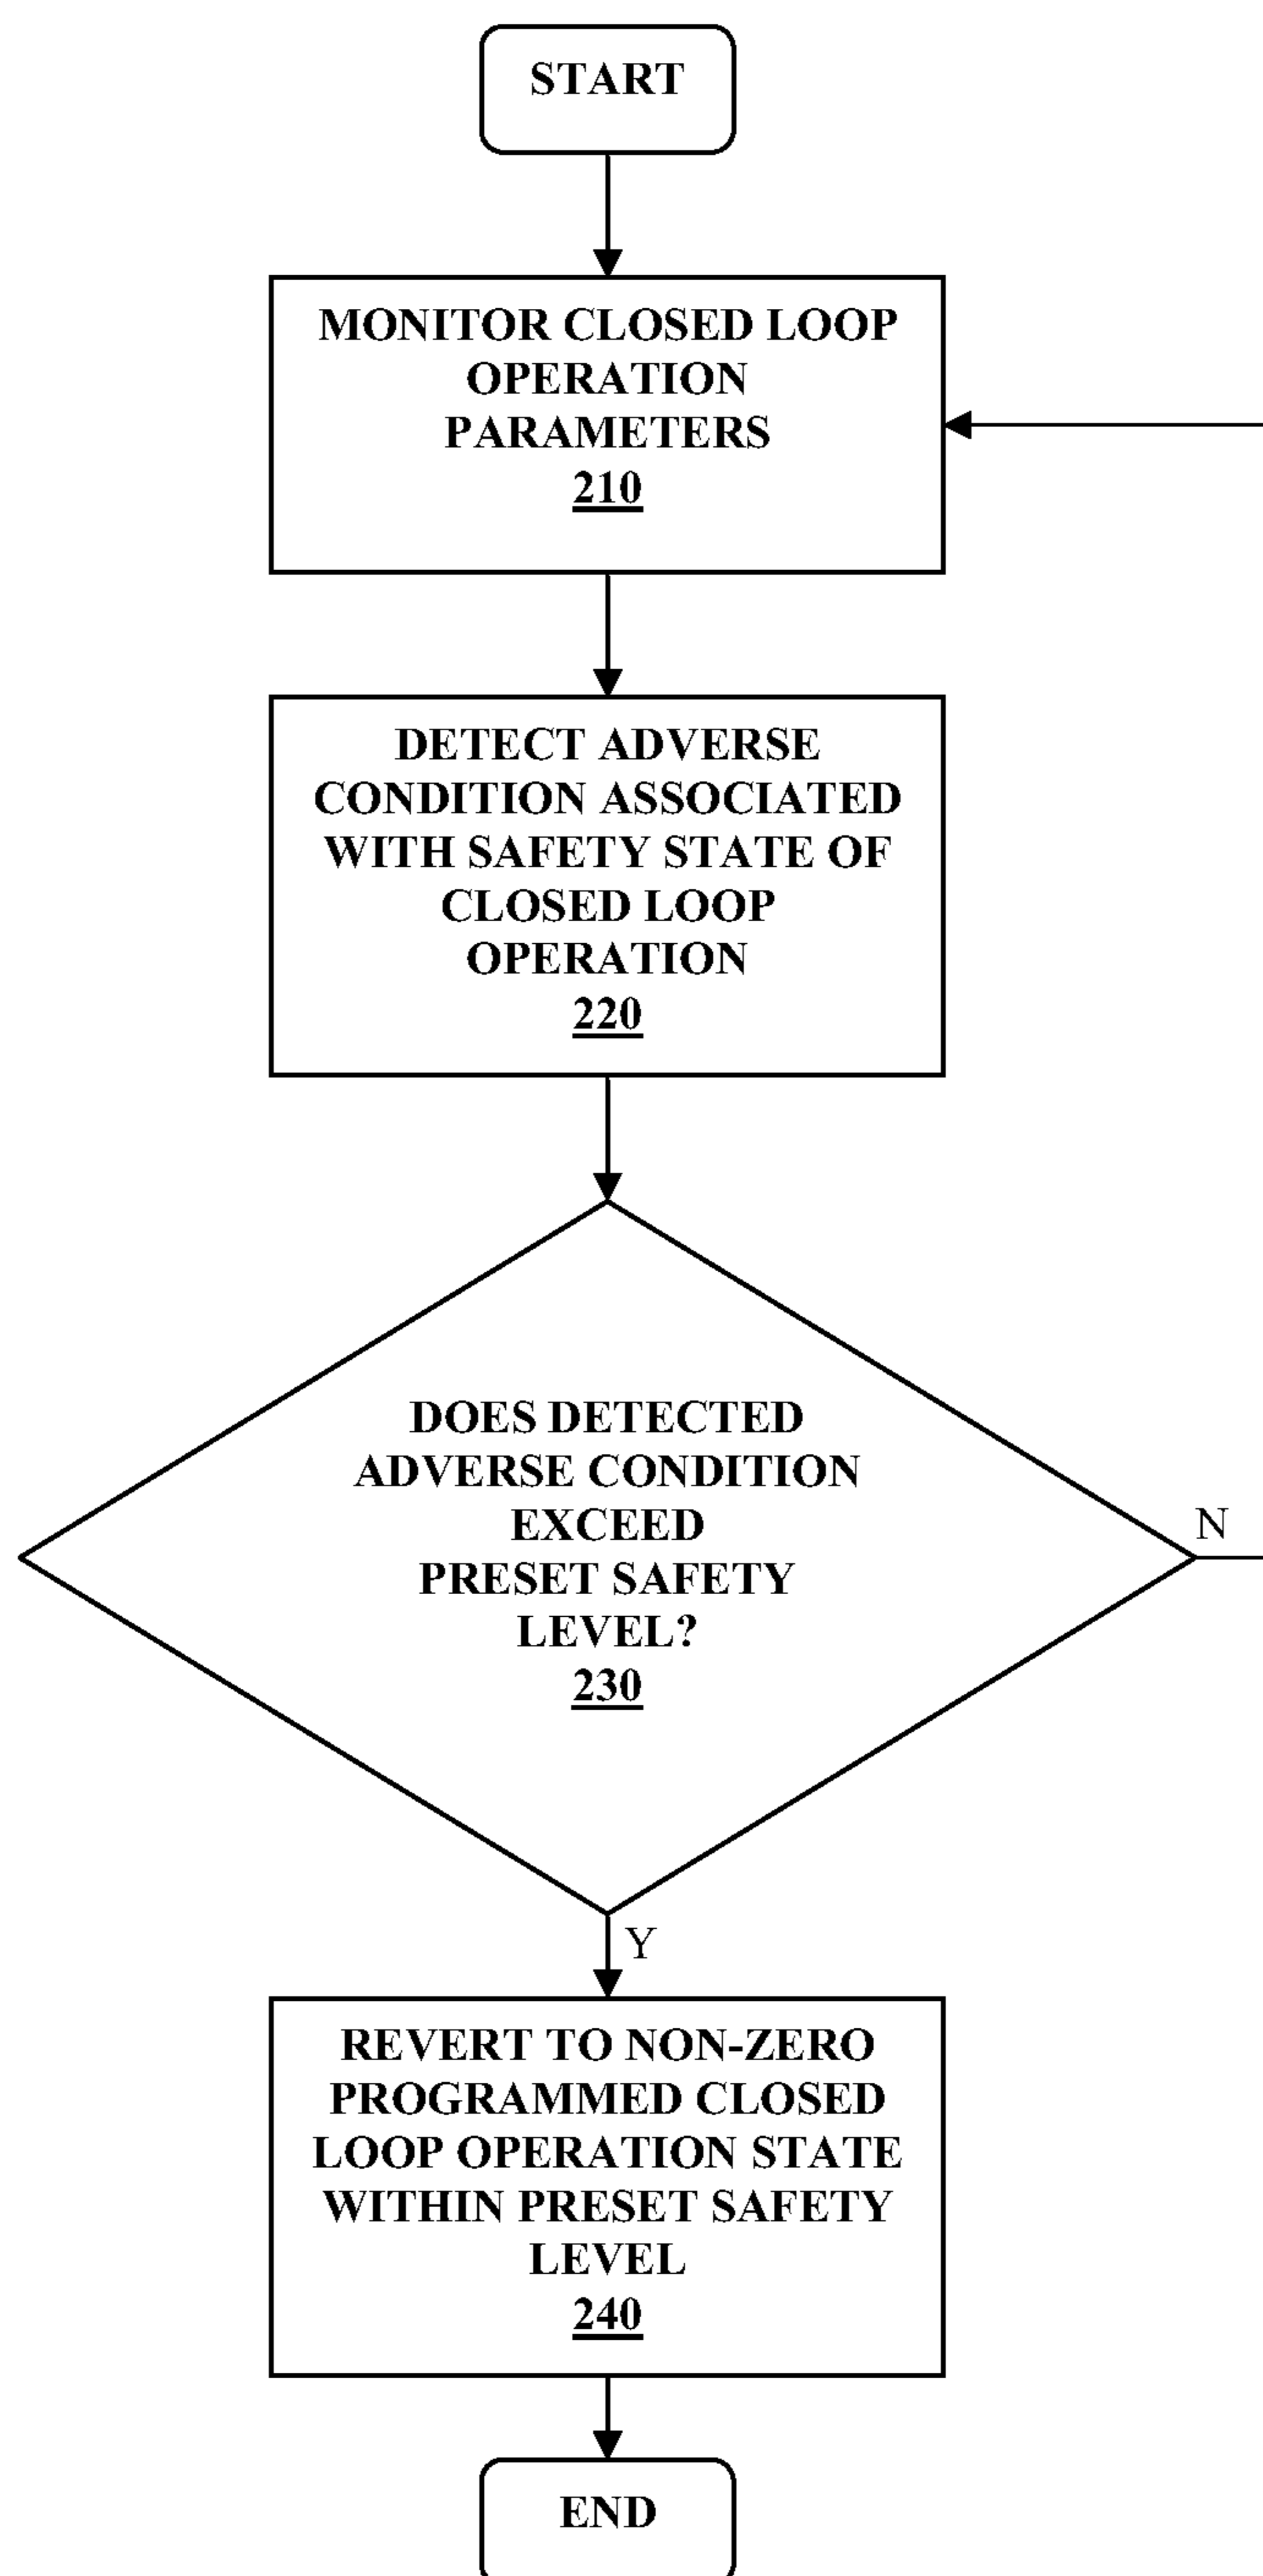 START
MONITOR CLOSED LOOP
OPERATION
PARAMETERS
210
DETECT ADVERSE
CONDITION ASSOCIATED
WITH SAFETY STATE OF
CLOSED LOOP
OPERATION
220
DOES DETECTED
ADVERSE CONDITION
EXCEED
PRESET SAFETY
LEVEL?
230
N
Y
REVERT TO NON-ZERO
PROGRAMMED CLOSED
LOOP OPERATION STATE
WITHIN PRESET SAFETY
LEVEL
240
END